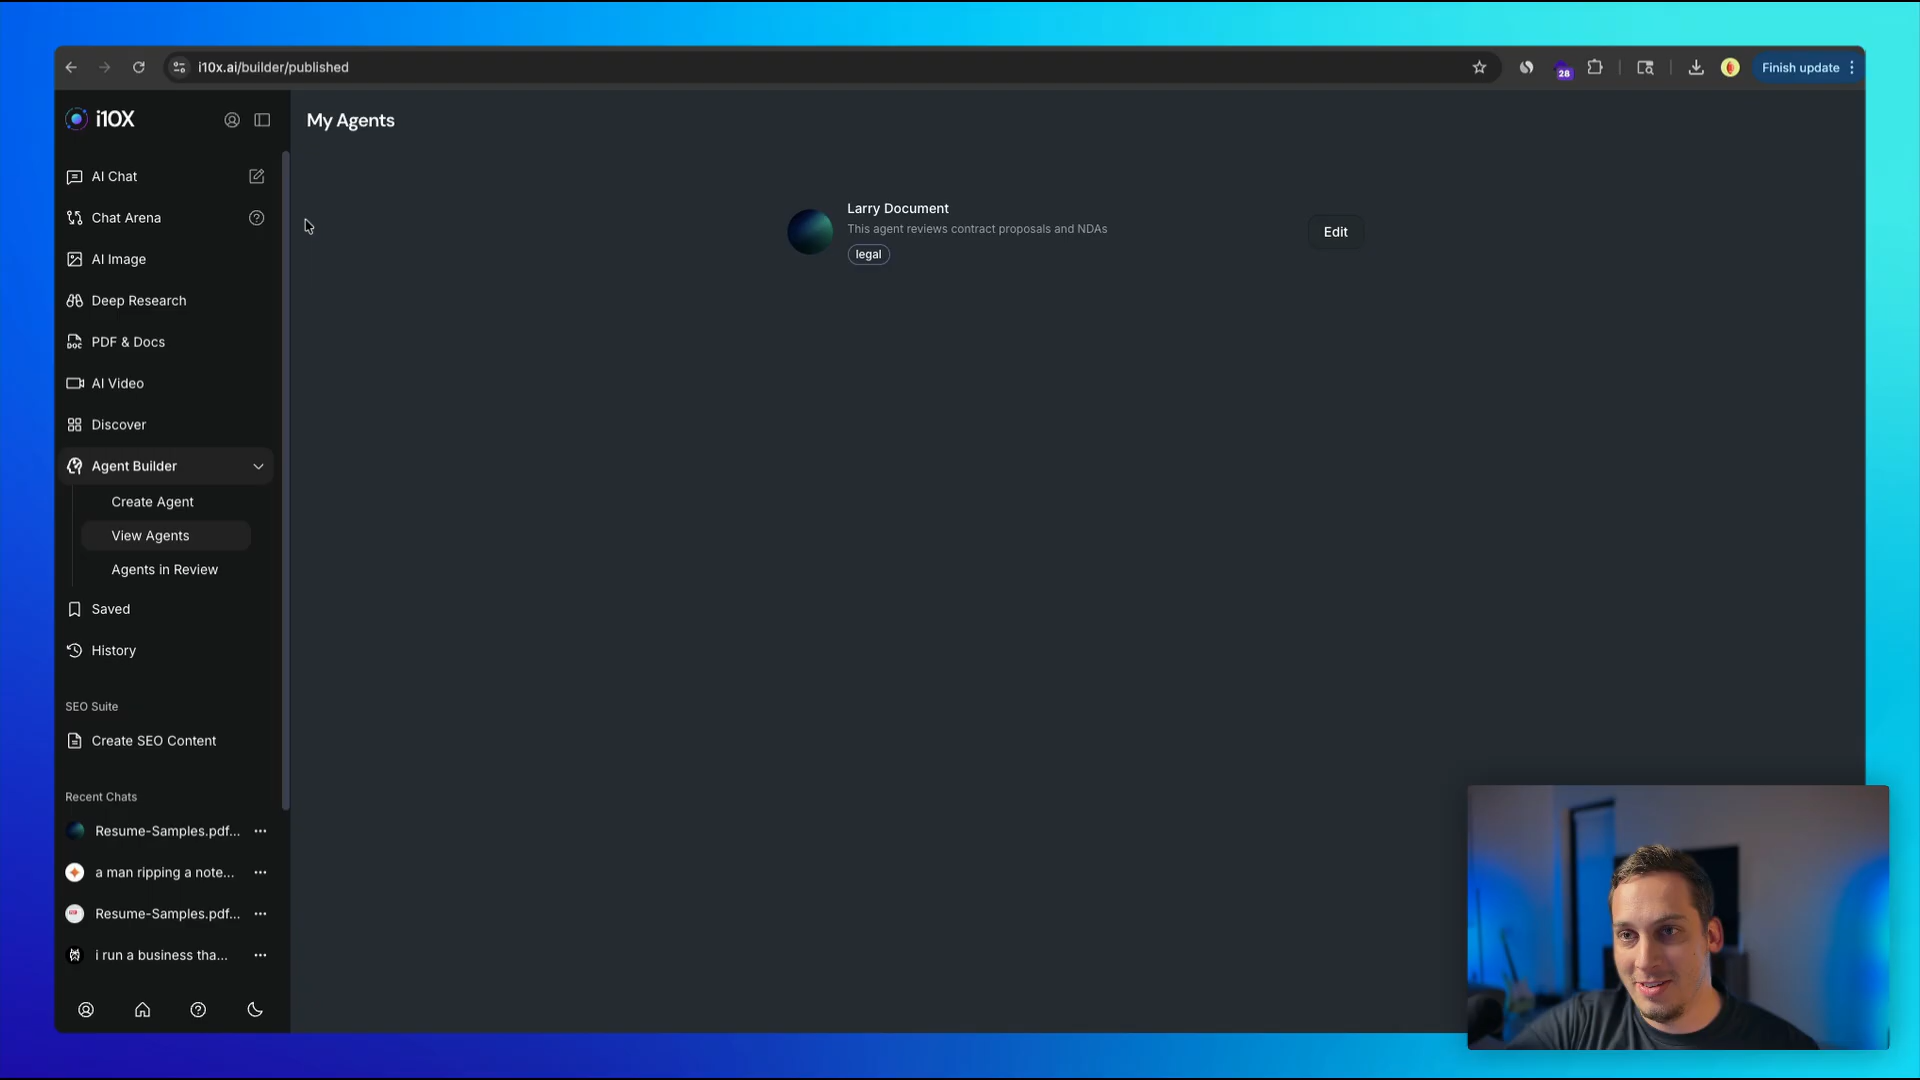 i10x.ai/builder/published
28
Finish update
i10X
AI Chat
Chat Arena
AI Image
Deep Research
PDF & Docs
AI Video
Discover
Agent Builder
Create Agent
View Agents
Agents in Review
Saved
History
SEO Suite
Create SEO Content
Recent Chats
Resume-Samples.pdf...
a man ripping a note...
Resume-Samples.pdf...
i run a business tha...
My Agents
Larry Document
This agent reviews contract proposals and NDAs
legal
Edit